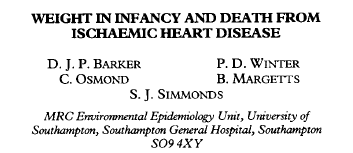 WEIGHT IN INFANCY AND DEATH FROM
ISCHAEMIC HEART DISEASE
D. J. P. BARKER P. D. WINTER
C. OSMOND B. MARGETTS
S. J. SIMMONDS
MRC Environmental Epidemiology Unit, University of
Southampton, Southampton General Hospital, Southampton
SO9 4XY